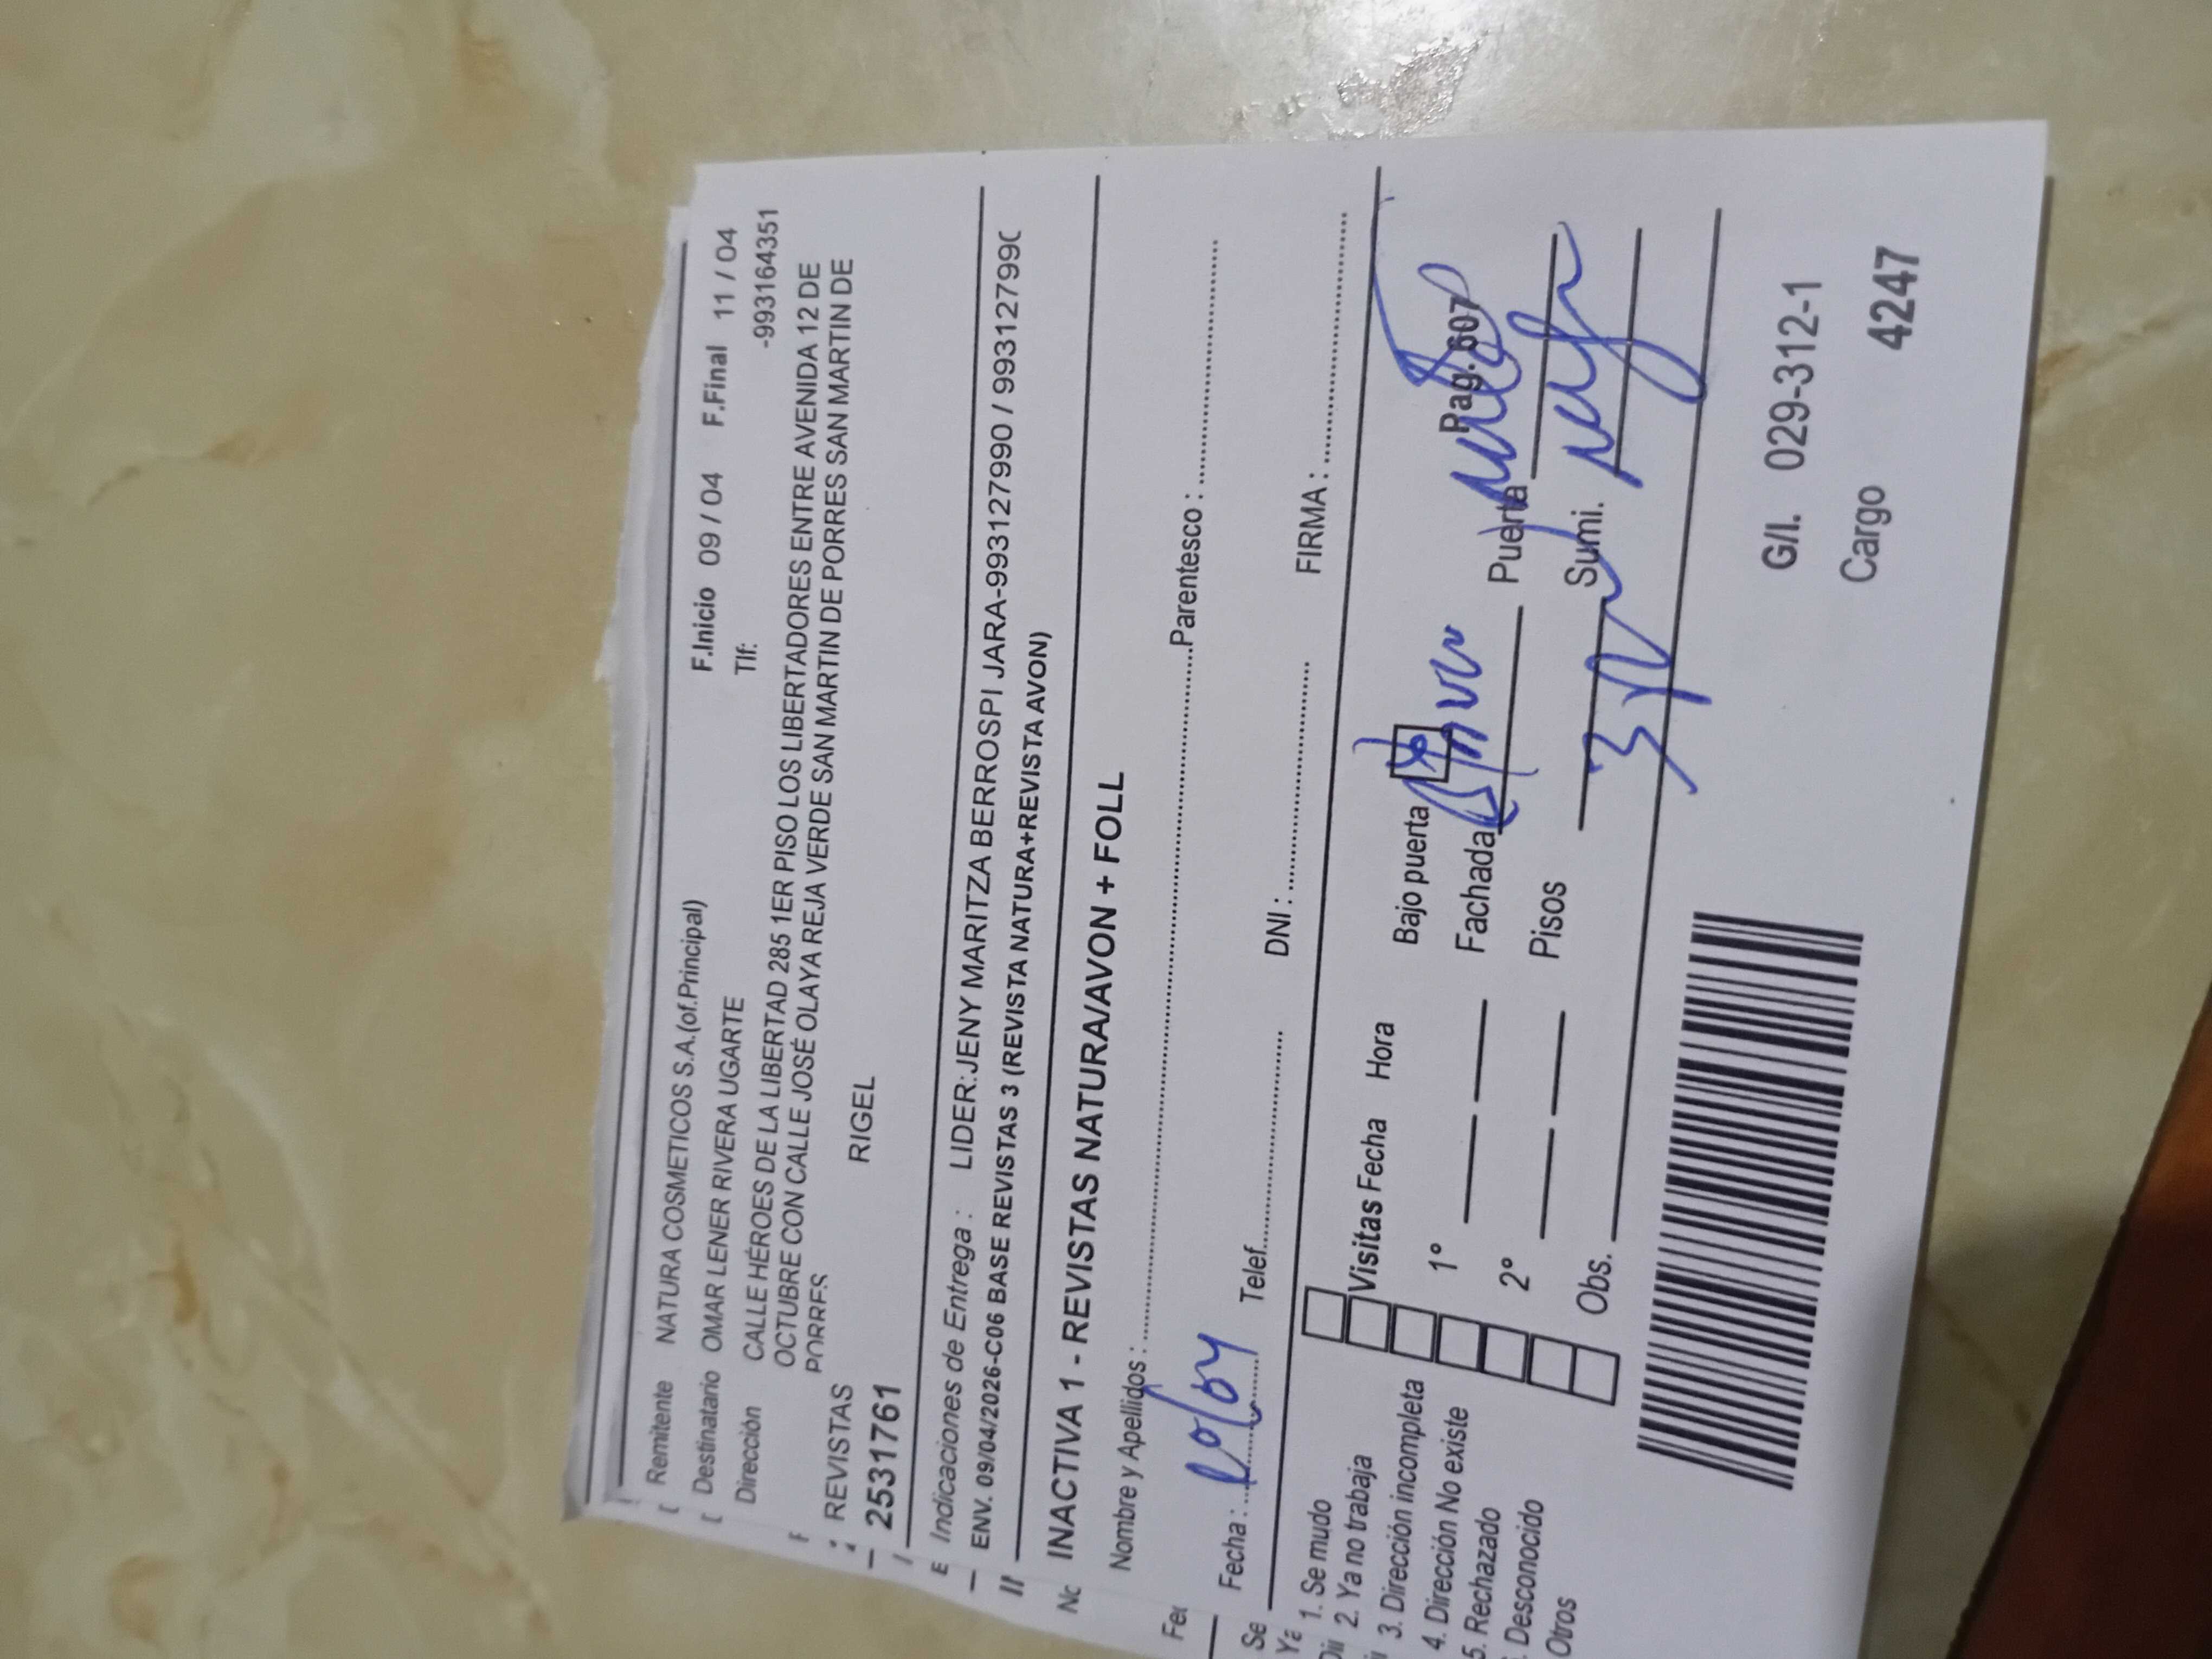 Remitente NATURA COSMETICOS S.A.(of.Principal) F.Inicio 09 / 04 F.Final 11 / 04
Destinatario OMAR LENER RIVERA UGARTE Tlf: -993164351
Dirección CALLE HÉROES DE LA LIBERTAD 285 1ER PISO LOS LIBERTADORES ENTRE AVENIDA 12 DE
OCTUBRE CON CALLE JOSÉ OLAYA REJA VERDE SAN MARTIN DE PORRES SAN MARTIN DE
PORRES
REVISTAS RIGEL
2531761
Indicaciones de Entrega : LIDER:JENY MARITZA BERROSPI JARA-993127990 / 993127990
ENV. 09/04/2026-C06 BASE REVISTAS 3 (REVISTA NATURA+REVISTA AVON)
INACTIVA 1 - REVISTAS NATURA/AVON + FOLL
Nombre y Apellidos : Parentesco :
Fecha : Telef. DNI : FIRMA :
1. Se mudo
2. Ya no trabaja
3. Dirección incompleta
4. Dirección No existe
5. Rechazado
Desconocido
Otros
Visitas Fecha Hora Bajo puerta
1° Fachada Puerta Pag. 607
2° Pisos Sumi.
Obs.
G/I. 029-312-1
Cargo 4247